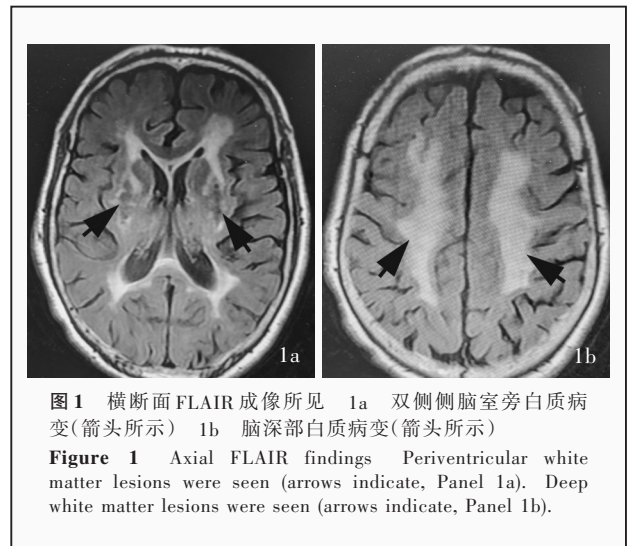 1a
1b
图1 横断面FLAIR成像所见 1a 双侧侧脑室旁白质病
变(箭头所示) 1b 脑深部白质病变(箭头所示)
Figure 1 Axial FLAIR findings Periventricular white
matter lesions were seen (arrows indicate, Panel 1a). Deep
white matter lesions were seen (arrows indicate, Panel 1b).